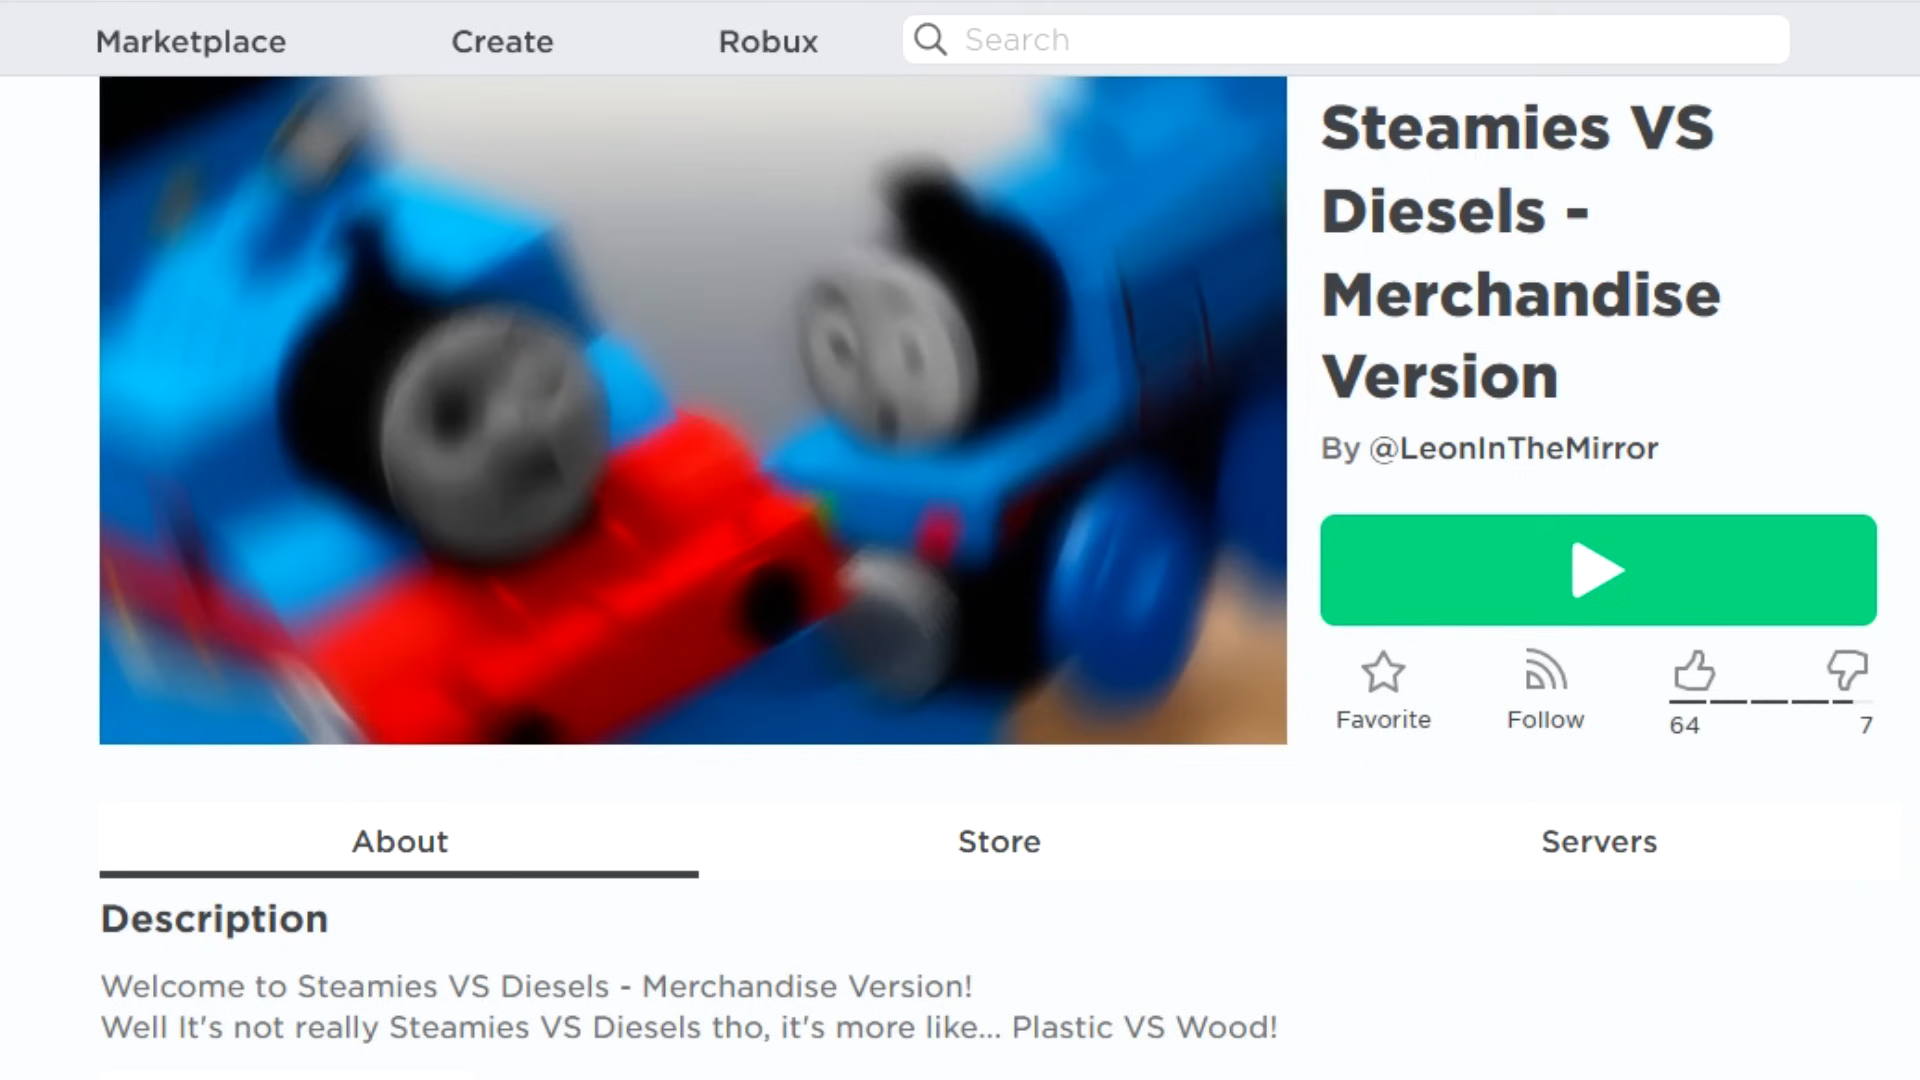 Marketplace Create Robux Search
Steamies VS
Diesels -
Merchandise
Version
By @LeonInTheMirror
Favorite Follow 64 7
About Store Servers
Description
Welcome to Steamies VS Diesels - Merchandise Version!
Well It's not really Steamies VS Diesels tho, it's more like... Plastic VS Wood!